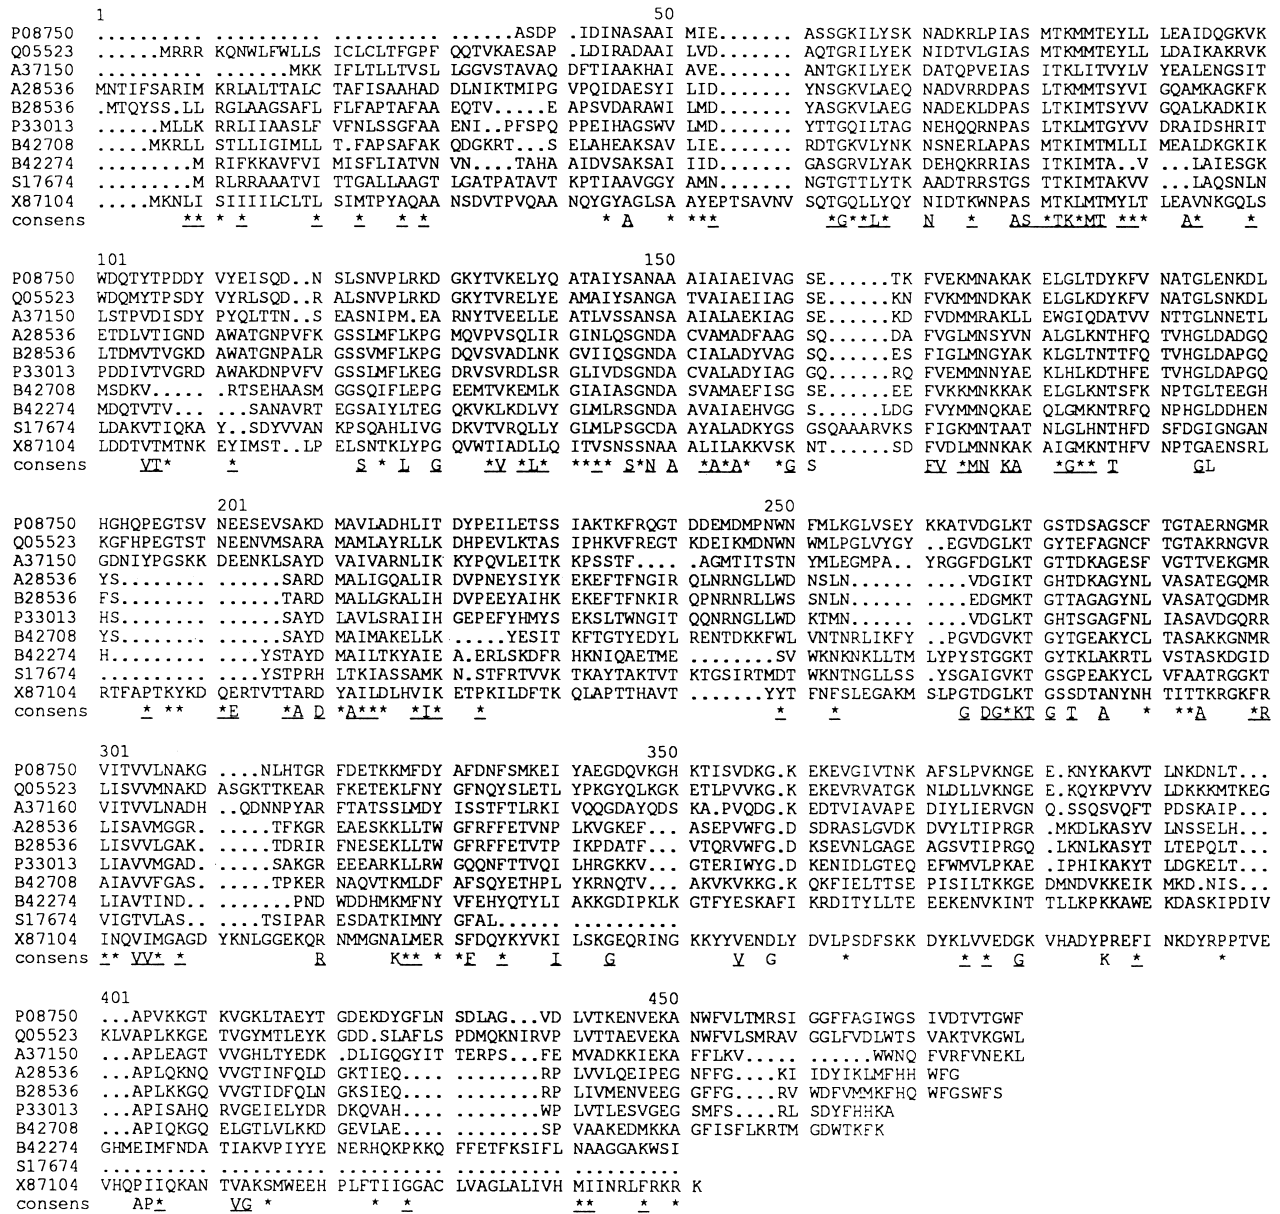 1 50
P08750 .......... .......... .......... .......... ASDP .IDINASAAI MIE....... ASSGKILYSK NADKRLPIAS MTKMMTEYLL LEAIDQGKVK
Q05523 ......MRRR KQNWLFWLLS ICLCLTFGPF QQTVKAESAP .LDIRADAAI LVD....... AQTGRILYEK NIDTVLGIAS MTKMMTEYLL LDAIKAKRVK
A37150 .......... ........MKK IFLTLLTVSL LGGVSTAVAQ DFTIAAKHAI AVE....... ANTGKILYEK DATQPVEIAS ITKLITVYLV YEALENGSIT
A28536 MNTIFSARIM KRLALTTALC TAFISAAHAD DLNIKTMIPG VPQIDAESYI LID....... YNSGKVLAEQ NADVRRDPAS LTKMMTSYVI GQAMKAGKFK
B28536 .MTQYSS.LL RGLAAGSAFL FLFAPTAFAA EQTV.....E APSVDARAWI LMD....... YASGKVLAEG NADEKLDPAS LTKIMTSYVV GQALKADKIK
P33013 ......MLLK RRLIIAASLF VFNLSSGFAA ENI..PFSPQ PPEIHAGSWV LMD....... YTTGQILTAG NEHQQRNPAS LTKLMTGYVV DRAIDSHRIT
B42708 .....MKRLL STLLIGIMLL T.FAPSAFAK QDGKRT...S ELAHEAKSAV LIE....... RDTGKVLYNK NSNERLAPAS MTKIMTMLLI MEALDKGKIK
B42274 .........M RIFKKAVFVI MISFLIATVN VN....TAHA AIDVSAKSAI IID....... GASGRVLYAK DEHQKRRIAS ITKIMTA..V ...LAIESGK
S17674 .........M RLRRAAATVI TTGALLAAGT LGATPATAVT KPTIAAVGGY AMN....... NGTGTTLYTK AADTRRSTGS TTKIMTAKVV ...LAQSNLN
X87104 .....MKNLI SIIIILCLTL SIMTPYAQAA NSDVTPVQAA NQYGYAGLSA AYEPTSAVNV SQTGQLLYQY NIDTKWNPAS MTKLMTMYLT LEAVNKGQLS
consens ** * * * * * * * A * *** *G**L* N * AS *TK*MT *** A* *
101 150
P08750 WDQTYTPDDY VYEISQD..N SLSNVPLRKD GKYTVKELYQ ATAIYSANAA AIAIAEIVAG SE......TK FVEKMNAKAK ELGLTDYKFV NATGLENKDL
Q05523 WDQMYTPSDY VYRLSQD..R ALSNVPLRKD GKYTVRELYE AMAIYSANGA TVAIAEIIAG SE......KN FVKMMNDKAK ELGLKDYKFV NATGLSNKDL
A37150 LSTPVDISDY PYQLTTN..S EASNIPM.EA RNYTVEELLE ATLVSSANSA AIALAEKIAG SE......KD FVDMMRAKLL EWGIQDATVV NTTGLNNETL
A28536 ETDLVTIGND AWATGNPVFK GSSLMFLKPG MQVPVSQLIR GINLQSGNDA CVAMADFAAG SQ......DA FVGLMNSYVN ALGLKNTHFQ TVHGLDADGQ
B28536 LTDMVTVGKD AWATGNPALR GSSVMFLKPG DQVSVADLNK GVIIQSGNDA CIALADYVAG SQ......ES FIGLMNGYAK KLGLTNTTFQ TVHGLDAPGQ
P33013 PDDIVTVGRD AWAKDNPVFV GSSLMFLKEG DRVSVRDLSR GLIVDSGNDA CVALADYIAG GQ......RQ FVEMMNNYAE KLHLKDTHFE TVHGLDAPGQ
B42708 MSDKV..... .RTSEHAASM GGSQIFLEPG EEMTVKEMLK GIAIASGNDA SVAMAEFISG SE......EE FVKKMNKKAK ELGLKNTSFK NPTGLTEEGH
B42274 MDQTVTV... ..SANAVRT EGSAIYLTEG QKVKLKDLVY GLMLRSGNDA AVAIAEHVGG S......LDG FVYMMNQKAE QLGMKNTRFQ NPHGLDDHEN
S17674 LDAKVTIQKA Y..SDYVVAN KPSQAHLIVG DKVTVRQLLY GLMLPSGCDA AYALADKYGS GSQAAARVKS FIGKMNTAAT NLGLHNTHFD SFDGIGNGAN
X87104 LDDTVTMTNK EYIMST..LP ELSNTKLYPG QVWTIADLLQ ITVSNSSNAA ALILAKKVSK NT......SD FVDLMNNKAK AIGMKNTHFV NPTGAENSRL
consens VT* * S * L G *V *L* **** S*N A *A*A* *G S FV *MN KA *G** T GL
201 250
P08750 HGHQPEGTSV NEESEVSAKD MAVLADHLIT DYPEILETSS IAKTKFRQGT DDEMDMPNWN FMLKGLVSEY KKATVDGLKT GSTDSAGSCF TGTAERNGMR
Q05523 KGFHPEGTST NEENVMSARA MAMLAYRLLK DHPEVLKTAS IPHKVFREGT KDEIKMDNWN WMLPGLVYGY ..EGVDGLKT GYTEFAGNCF TGTAKRNGVR
A37150 GDNIYPGSKK DEENKLSAYD VAIVARNLIK KYPQVLEITK KPSSTF.... .AGMTITSTN YMLEGMPA.. YRGGFDGLKT GTTDKAGESF VGTTVEKGMR
A28536 YS........ .....SARD MALIGQALIR DVPNEYSIYK EKEFTFNGIR QLNRNGLLWD NSLN...... ....VDGIKT GHTDKAGYNL VASATEGQMR
B28536 FS........ .....TARD MALLGKALIH DVPEEYAIHK EKEFTFNKIR QPNRNRLLWS SNLN...... ....EDGMKT GTTAGAGYNL VASATQGDMR
P33013 HS........ .....SAYD LAVLSRAIIH GEPEFYHMYS EKSLTWNGIT QQNRNGLLWD KTMN...... ....VDGLKT GHTSGAGFNL IASAVDGQRR
B42708 YS........ .....SAYD MAIMAKELLK .....YESIT KFTGTYEDYL RENTDKKFWL VNTNRLIKFY ..PGVDGVKT GYTGEAKYCL TASAKKGNMR
B42274 H......... ...YSTAYD MAILTKYAIE A.ERLSKDFR HKNIQAETME ........SV WKNKNKLLTM LYPYSTGGKT GYTKLAKRTL VSTASKDGID
S17674 .......... ...YSTPRH LTKIASSAMK NSTFRTVVKT KAYTAKTVTK TGSIRTMDTW KNTNGLLSS. .YSGAIGVKT GSGPEAKYCL VFAATRGGKT
X87104 RTFAPTKYKD QERTVTTARD YAILDLHVIK ETPKILDFTK QLAPTTHAVT .......YYT FNFSLEGAKM SLPGTDGLKT GSSDTANYNH TITTKRGKFR
consens * ** *E *A D *A*** *I* * * * G DG*KT G T A * **A *R
301 350
P08750 VITVVLNAKG ....NLHTGR FDETKKMFDY AFDNFSMKEI YAEGDQVKGH KTISVDKG.K EKEVGIVTNK AFSLPVKNGE E.KNYKAKVT LNKDNLT...
Q05523 LISVVMNAKD ASGKTTKEAR FKETEKLFNY GFNQYSLETL YPKGYQLKGK ETLPVVKG.K EKEVRVATGK NLDLLVKNGE E.KQYKPVYV LDKKKMTKEG
A37160 VITVVLNADH .QDNNPYARF TATSSLMDY ISSTFTLRKI VQQGDAYQDS KA.PVQDG.K EDTVIAVAPE DIYLIERVGN Q.SSQSVQFT PDSKAIP...
A28536 LISAVMGGR. .....TFKGR EAESKKLLTW GFRFFETVNP LKVGKEF... ASEPVWFG.D SDRASLGVDK DVYLTIPRGR .MKDLKASYV LNSSELH...
B28536 LISVVLGAK. .....TDRIR FNESEKLLTW GFRFFETVTP IKPDATF... VTQRVWFG.D KSEVNLGAGE AGSVTIPRGQ .LKNLKASYT LTEPQLT...
P33013 LIAVVMGAD. .....SAKGR EEEARKLLRW GQQNFTTVQI LHRGKKV... GTERIWYG.D KENIDLGTEQ EFWMVLPKAE .IPHIKAKYT LDGKELT...
B42708 AIAVVFGAS. .....TPKER NAQVTKMLDF AFSQYETHPL YKRNQTV... AKVKVKKG.K QKFIELTTSE PISILTKKGE DMNDVKKEIK MKD.NIS...
B42274 LIAVTIND.. .......PND WDDHMKMFNY VFEHYQTYLI AKKGDIPKLK GTFYESKAFI KRDITYLLTE EEKENVKINT TLLKPKKAWE KDASKIPDIV
S17674 VIGTVLAS.. .....TSIPAR ESDATKIMNY GFAL...... ..........
X87104 INQVIMGAGD YKNLGGEKQR NMMGNALMER SFDQYKYVKI LSKGEQRING KKYYVENDLY DVLPSDFSKK DYKLVVEDGK VHADYPREFI NKDYRPPTVE
consens ** VV* * R K** * *F * I G V G * * * G K * *
401 450
P08750 ...APVKKGT KVGKLTAEYT GDEKDYGFLN SDLAG...VD LVTKENVEKA NWFVLTMRSI GGFFAGIWGS IVDTVTGWF
Q05523 KLVAPLKKGE TVGYMTLEYK GDD.SLAFLS PDMQKNIRVP LVTTAEVEKA NWFVLSMRAV GGLFVDLWTS VAKTVKGWL
A37150 ...APLEAGT VVGHLTYEDK .DLIGQGYIT TERPS...FE MVADKKIEKA FFLKV..... .....WWNQ FVRFVNEKL
A28536 ...APLQKNQ VVGTINFQLD GKTIEQ.... ........RP LVVLQEIPEG NFFG....KI IDYIKLMFHH WFG
B28536 ...APLKKGQ VVGTIDFQLN GKSIEQ.... ........RP LIVMENVEEG GFFG....RV WDFVMMKFHQ WFGSWFS
P33013 ...APISAHQ RVGEIELYDR DKQVAH.... ........WP LVTLESVGEG SMFS....RL SDYFHHKA
B42708 ...APIQKGQ ELGTLVLKKD GEVLAE.... ........SP VAAKEDMKKA GFISFLKRTM GDWTKFK
B42274 GHMEIMFNDA TIAKVPIYYE NERHQKPKKQ FFETFKSIFL NAAGGAKWSI
S17674 .......... .......... .......... .......... ..........
X87104 VHQPIIQKAN TVAKSMWEEH PLFTIIGGAC LVAGLALIVH MIINRLFRKR K
consens AP* VG * * * ** * *